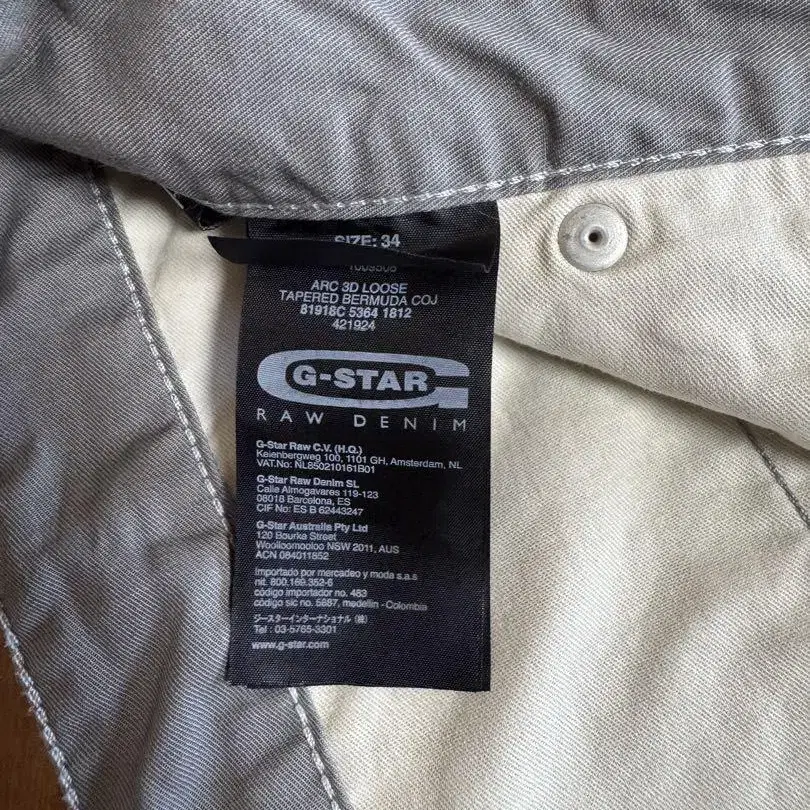 SIZE: 34
1009508
ARC 3D LOOSE
TAPERED BERMUDA COJ
81918C 5364 1812
421924
G-STAR
RAW DENIM
G-Star Raw C.V. (H.Q.)
Keienbergweg 100, 1101 GH, Amsterdam, NL
VAT.No: NL850210161B01
G-Star Raw Denim SL
Calle Almogavares 119-123
08018 Barcelona, ES
CIF No: ES B 62443247
G-Star Australia Pty Ltd
120 Bourke Street
Woolloomooloo NSW 2011, AUS
ACN 084011852
Importado por mercadeo y moda s.a.s
nit. 800.169.352-6
código importador no. 483
código sic no. 5687, medellin - Colombia
ジースターインターナショナル (株)
Tel : 03-5765-3301
www.g-star.com